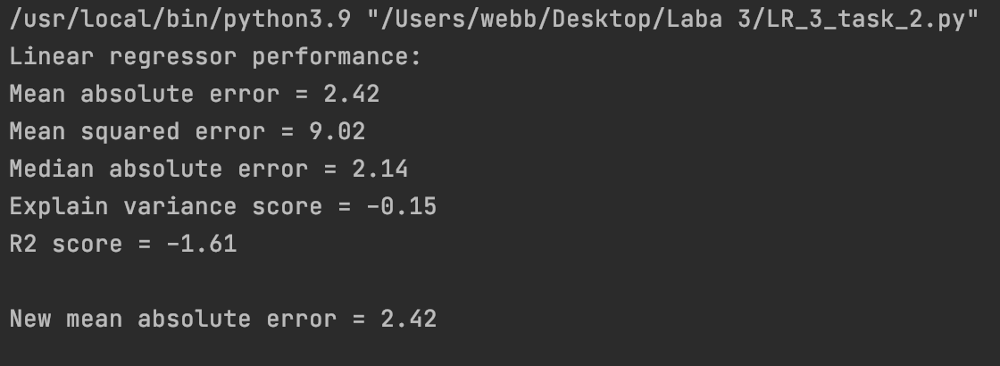 /usr/local/bin/python3.9 "/Users/webb/Desktop/Laba 3/LR_3_task_2.py"
Linear regressor performance:
Mean absolute error = 2.42
Mean squared error = 9.02
Median absolute error = 2.14
Explain variance score = -0.15
R2 score = -1.61
New mean absolute error = 2.42